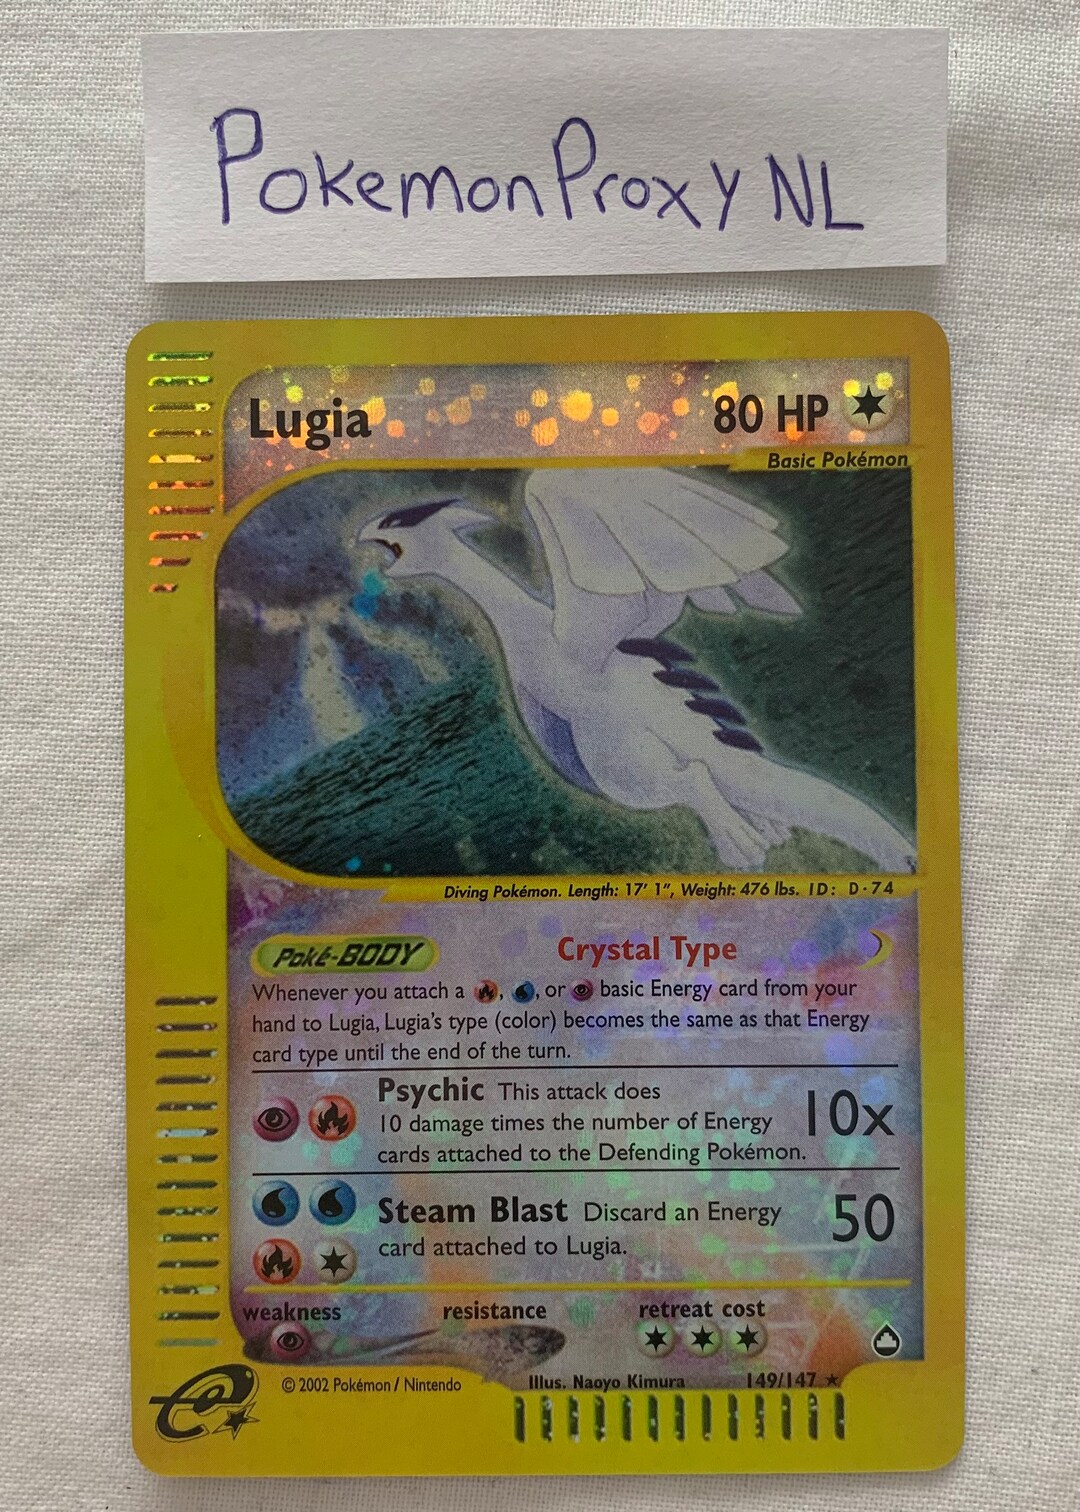 PokemonProxyNL
Lugia 80 HP
Basic Pokémon
Diving Pokémon. Length: 17' 1", Weight: 476 lbs. ID: D·74
Poké-BODY Crystal Type
Whenever you attach a , , or basic Energy card from your
hand to Lugia, Lugia's type (color) becomes the same as that Energy
card type until the end of the turn.
Psychic This attack does
10 damage times the number of Energy 10x
cards attached to the Defending Pokémon.
Steam Blast Discard an Energy 50
card attached to Lugia.
weakness resistance retreat cost
© 2002 Pokémon / Nintendo Illus. Naoyo Kimura 149/147 ★
e